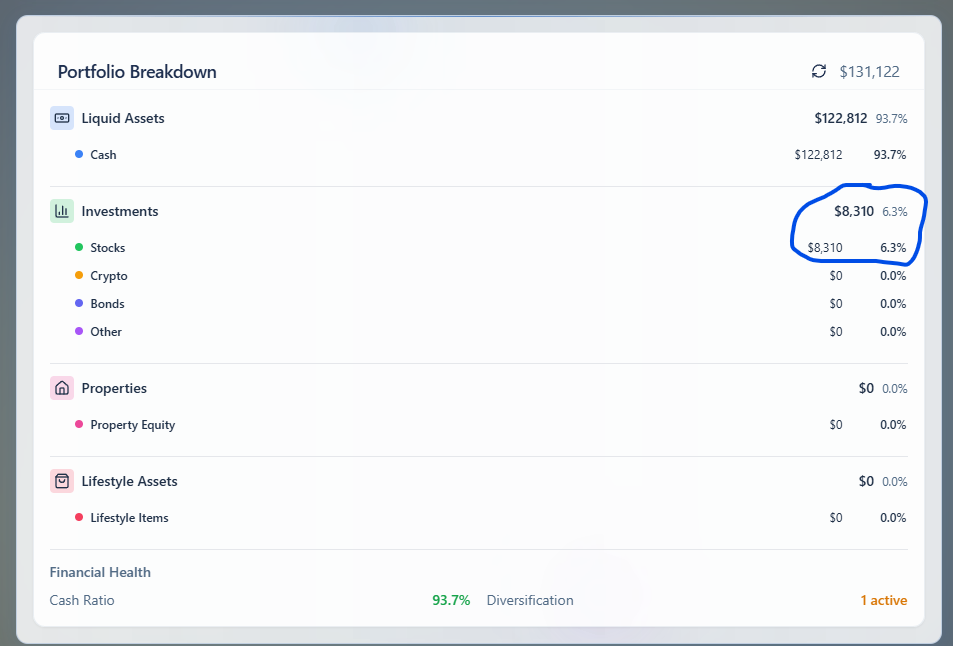 Portfolio Breakdown $131,122
Liquid Assets $122,812 93.7%
Cash $122,812 93.7%
Investments $8,310 6.3%
Stocks $8,310 6.3%
Crypto $0 0.0%
Bonds $0 0.0%
Other $0 0.0%
Properties $0 0.0%
Property Equity $0 0.0%
Lifestyle Assets $0 0.0%
Lifestyle Items $0 0.0%
Financial Health
Cash Ratio 93.7% Diversification 1 active